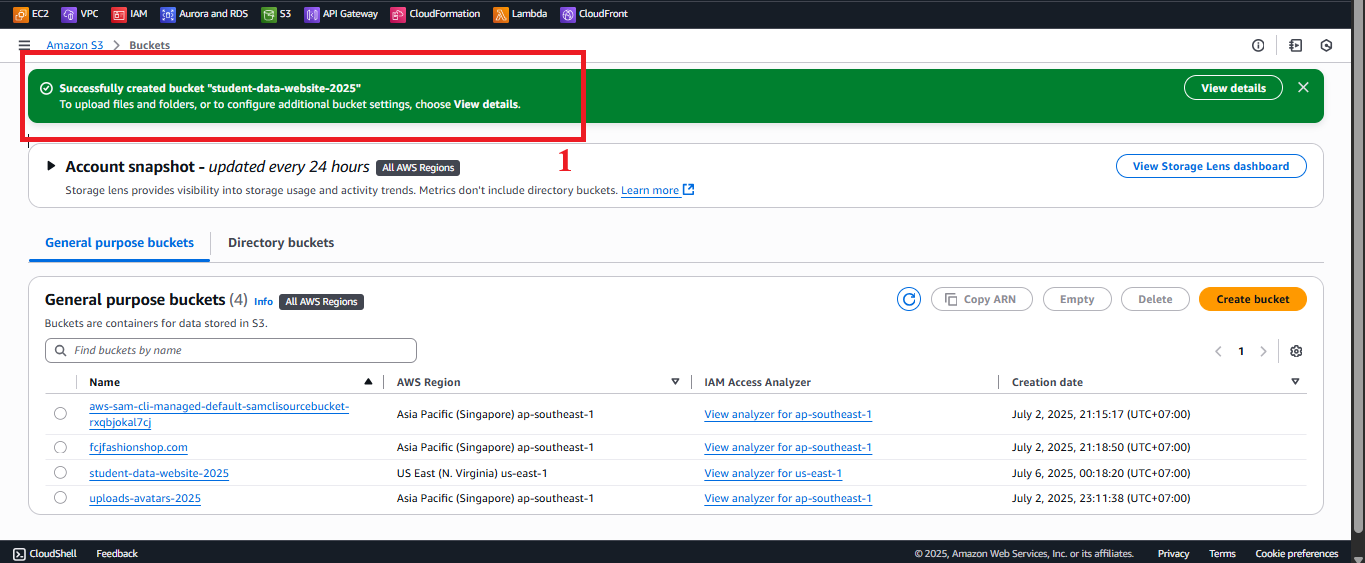 EC2 VPC IAM Aurora and RDS S3 API Gateway CloudFormation Lambda CloudFront
Amazon S3 Buckets
Successfully created bucket "student-data-website-2025"
To upload files and folders, or to configure additional bucket settings, choose View details.
View details
1
Account snapshot - updated every 24 hours All AWS Regions
View Storage Lens dashboard
Storage lens provides visibility into storage usage and activity trends. Metrics don't include directory buckets. Learn more
General purpose buckets Directory buckets
General purpose buckets (4) Info All AWS Regions
Copy ARN Empty Delete Create bucket
Buckets are containers for data stored in S3.
Find buckets by name
1
Name AWS Region IAM Access Analyzer Creation date
aws-sam-cli-managed-default-samclisourcebucket-
rxqbjokal7cj Asia Pacific (Singapore) ap-southeast-1 View analyzer for ap-southeast-1 July 2, 2025, 21:15:17 (UTC+07:00)
fcjfashionshop.com Asia Pacific (Singapore) ap-southeast-1 View analyzer for ap-southeast-1 July 2, 2025, 21:18:50 (UTC+07:00)
student-data-website-2025 US East (N. Virginia) us-east-1 View analyzer for us-east-1 July 6, 2025, 00:18:20 (UTC+07:00)
uploads-avatars-2025 Asia Pacific (Singapore) ap-southeast-1 View analyzer for ap-southeast-1 July 2, 2025, 23:11:38 (UTC+07:00)
CloudShell Feedback © 2025, Amazon Web Services, Inc. or its affiliates. Privacy Terms Cookie preferences